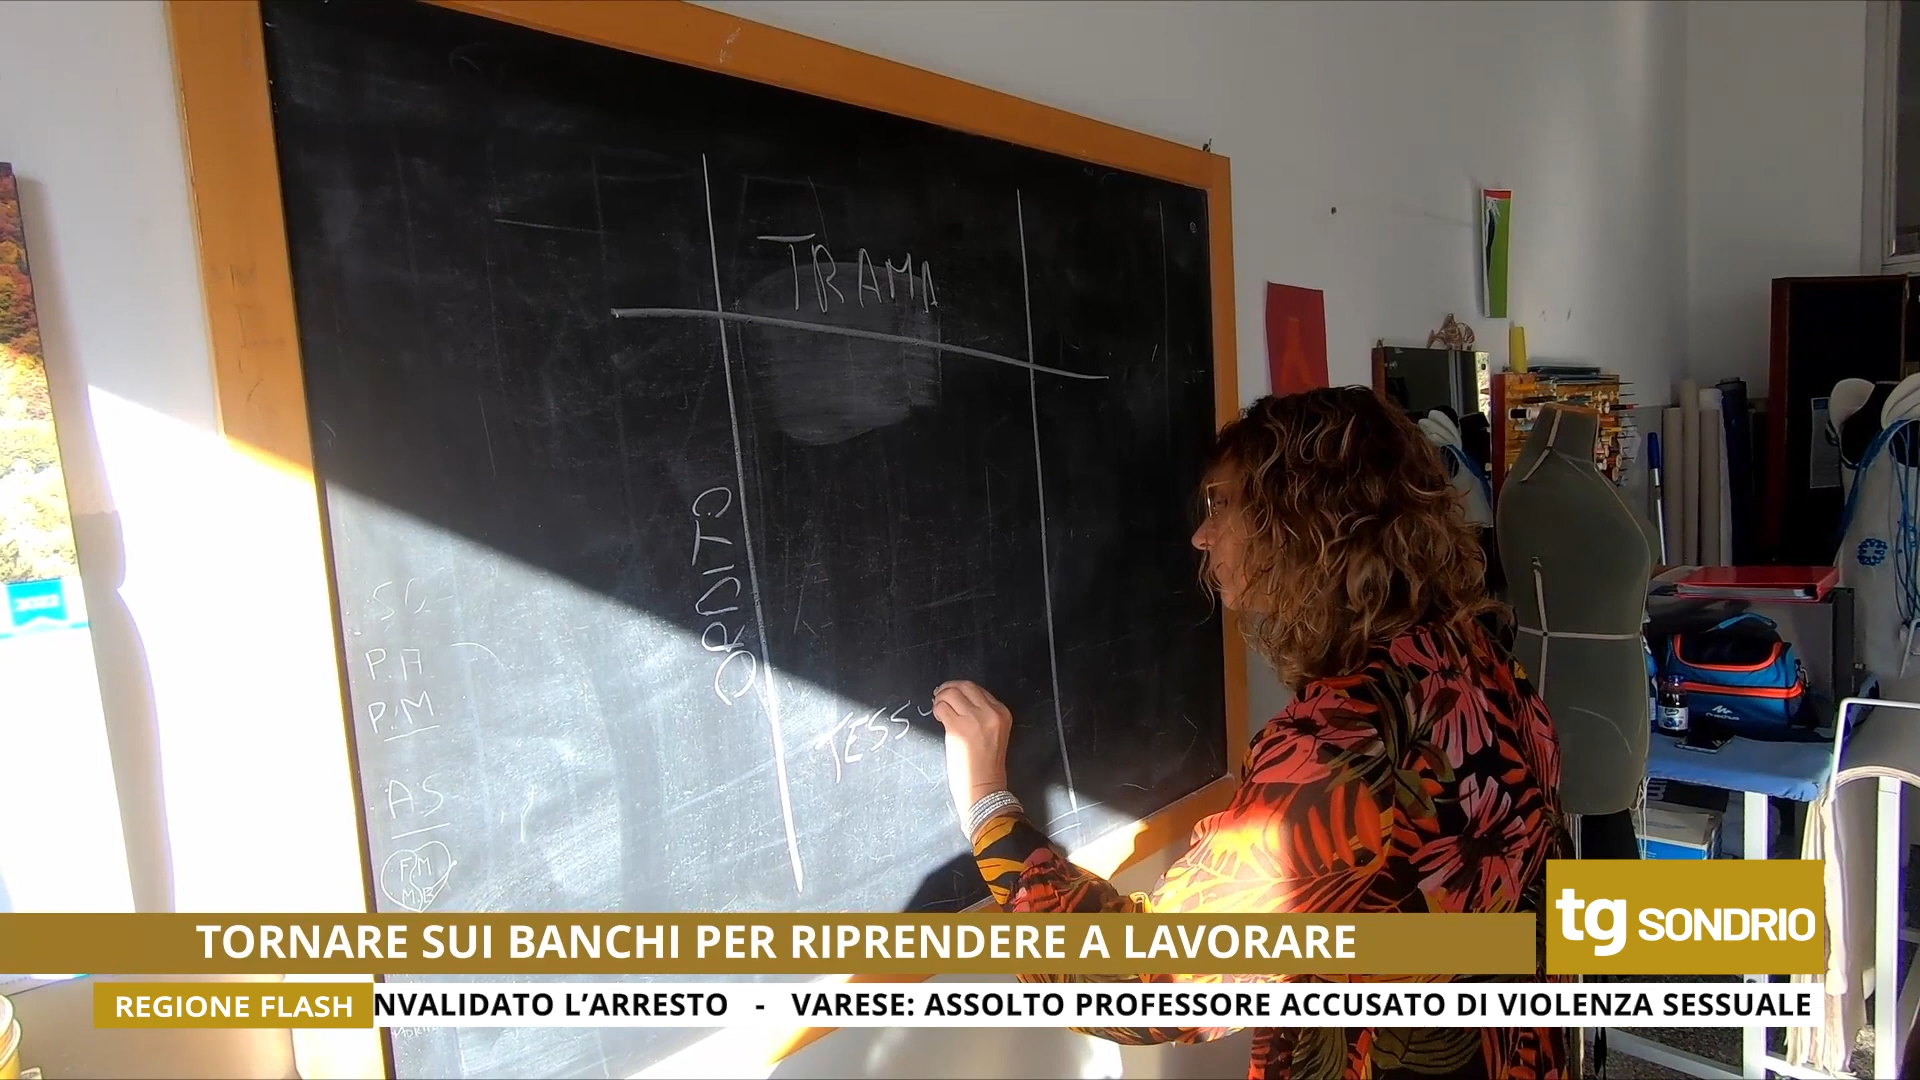 TRAMA
ORDITO
TESSU
P.A
P.M
AS
F M
M E
TORNARE SUI BANCHI PER RIPRENDERE A LAVORARE
tg SONDRIO
REGIONE FLASH
NVALIDATO L'ARRESTO - VARESE: ASSOLTO PROFESSORE ACCUSATO DI VIOLENZA SESSUALE